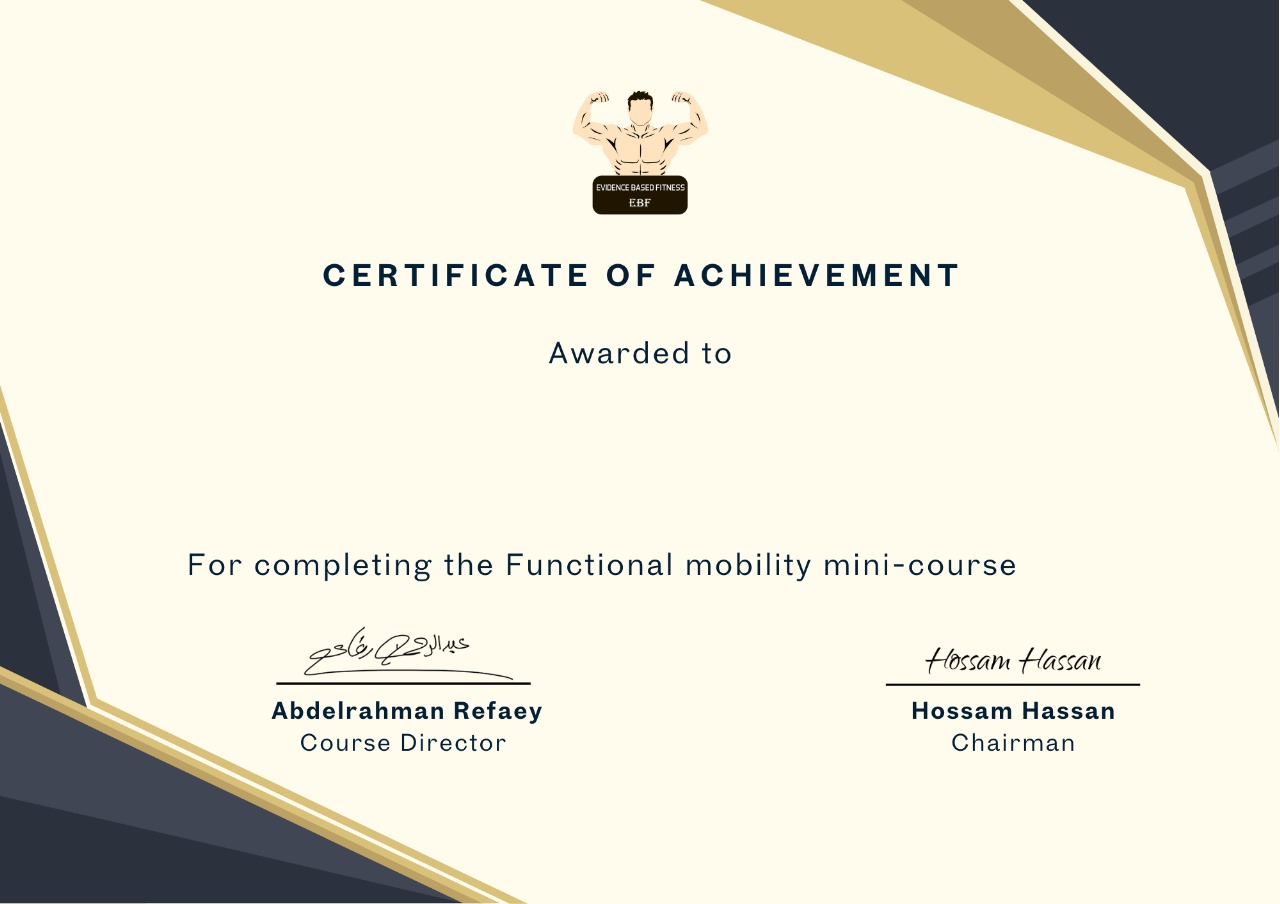 EVIDENCE BASED FITNESS
EBF
CERTIFICATE OF ACHIEVEMENT
Awarded to
For completing the Functional mobility mini-course
عبدالرحمن رفاعي
Hossam Hassan
Abdelrahman Refaey
Hossam Hassan
Course Director
Chairman